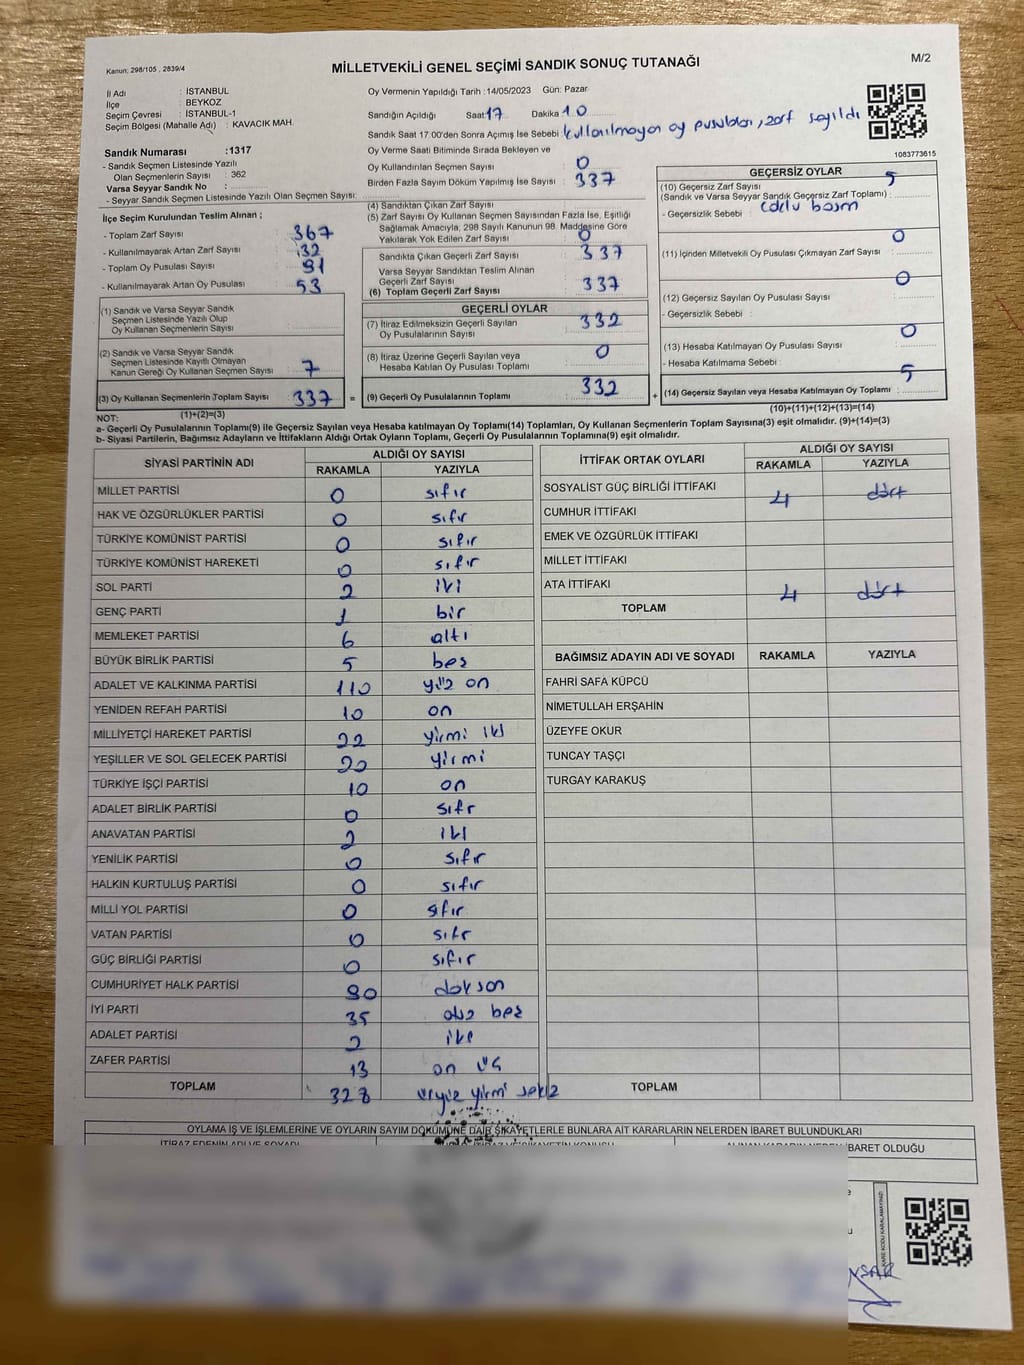 Kanun; 298/105 , 2839/4
MİLLETVEKİLİ GENEL SEÇİMİ SANDIK SONUÇ TUTANAĞI
M/2
İl Adı : İSTANBUL
İlçe : BEYKOZ
Seçim Çevresi : İSTANBUL-1
Seçim Bölgesi (Mahalle Adı) : KAVACIK MAH.
Oy Vermenin Yapıldığı Tarih :14/05/2023 Gün: Pazar
Sandığın Açıldığı Saat 17 Dakika 10
Sandık Saat 17:00'den Sonra Açımış İse Sebebi kullanılmayan oy pusulaları, zarf sayıldı
1083773615
Sandık Numarası :1317
- Sandık Seçmen Listesinde Yazılı
Olan Seçmenlerin Sayısı : 362
Varsa Seyyar Sandık No :
- Seyyar Sandık Seçmen Listesinde Yazılı Olan Seçmen Sayısı:
Oy Verme Saati Bitiminde Sırada Bekleyen ve
Oy Kullandırılan Seçmen Sayısı : 0
Birden Fazla Sayım Döküm Yapılmış İse Sayısı : 337
İlçe Seçim Kurulundan Teslim Alınan ;
- Toplam Zarf Sayısı : 367
- Kullanılmayarak Artan Zarf Sayısı : 32
- Toplam Oy Pusulası Sayısı : 91
- Kullanılmayarak Artan Oy Pusulası : 53
(1) Sandık ve Varsa Seyyar Sandık
Seçmen Listesinde Yazılı Olup
Oy Kullanan Seçmenlerin Sayısı :
(2) Sandık ve Varsa Seyyar Sandık
Seçmen Listesinde Kayıtlı Olmayan
Kanun Gereği Oy Kullanan Seçmen Sayısı : 7
(3) Oy Kullanan Seçmenlerin Toplam Sayısı : 337 =
(1)+(2)=(3)
(4) Sandıktan Çıkan Zarf Sayısı :
(5) Zarf Sayısı Oy Kullanan Seçmen Sayısından Fazla İse, Eşitliği
Sağlamak Amacıyla, 298 Sayılı Kanunun 98. Maddesine Göre
Yakılarak Yok Edilen Zarf Sayısı : 0
Sandıkta Çıkan Geçerli Zarf Sayısı : 337
Varsa Seyyar Sandıktan Teslim Alınan
Geçerli Zarf Sayısı
(6) Toplam Geçerli Zarf Sayısı : 337
GEÇERLİ OYLAR
(7) İtiraz Edilmeksizin Geçerli Sayılan
Oy Pusulalarının Sayısı : 332
(8) İtiraz Üzerine Geçerli Sayılan veya
Hesaba Katılan Oy Pusulası Toplamı : 0
(9) Geçerli Oy Pusulalarının Toplamı : 332 +
GEÇERSİZ OYLAR
(10) Geçersiz Zarf Sayısı 5
(Sandık ve Varsa Seyyar Sandık Geçersiz Zarf Toplamı) :
- Geçersizlik Sebebi :
(11) İçinden Milletvekili Oy Pusulası Çıkmayan Zarf Sayısı : 0
(12) Geçersiz Sayılan Oy Pusulası Sayısı : 0
- Geçersizlik Sebebi :
(13) Hesaba Katılmayan Oy Pusulası Sayısı : 0
- Hesaba Katılmama Sebebi :
(14) Geçersiz Sayılan veya Hesaba Katılmayan Oy Toplamı : 5
(10)+(11)+(12)+(13)=(14)
NOT:
a- Geçerli Oy Pusulalarının Toplamı(9) ile Geçersiz Sayılan veya Hesaba katılmayan Oy Toplamı(14) Toplamları, Oy Kullanan Seçmenlerin Toplam Sayısına(3) eşit olmalıdır. (9)+(14)=(3)
b- Siyasi Partilerin, Bağımsız Adayların ve İttifakların Aldığı Ortak Oyların Toplamı, Geçerli Oy Pusulalarının Toplamına(9) eşit olmalıdır.
SİYASİ PARTİNİN ADI ALDIĞI OY SAYISI
RAKAMLA YAZIYLA
MİLLET PARTİSİ 0 sıfır
HAK VE ÖZGÜRLÜKLER PARTİSİ 0 sıfır
TÜRKİYE KOMÜNİST PARTİSİ 0 sıfır
TÜRKİYE KOMÜNİST HAREKETİ 0 sıfır
SOL PARTİ 2 iki
GENÇ PARTİ 1 bir
MEMLEKET PARTİSİ 6 altı
BÜYÜK BİRLİK PARTİSİ 5 beş
ADALET VE KALKINMA PARTİSİ 110 yüz on
YENİDEN REFAH PARTİSİ 10 on
MİLLİYETÇİ HAREKET PARTİSİ 22 yirmi iki
YEŞİLLER VE SOL GELECEK PARTİSİ 20 yirmi
TÜRKİYE İŞÇİ PARTİSİ 10 on
ADALET BİRLİK PARTİSİ 0 sıfr
ANAVATAN PARTİSİ 2 iki
YENİLİK PARTİSİ 0 sıfır
HALKIN KURTULUŞ PARTİSİ 0 sıfır
MİLLİ YOL PARTİSİ 0 sfır
VATAN PARTİSİ 0 sıfr
GÜÇ BİRLİĞİ PARTİSİ 0 sıfır
CUMHURİYET HALK PARTİSİ 90 dokson
İYİ PARTİ 35 otuz beş
ADALET PARTİSİ 2 iki
ZAFER PARTİSİ 13 on üç
TOPLAM 328 üçyüz yirmi sekiz
İTTİFAK ORTAK OYLARI ALDIĞI OY SAYISI
RAKAMLA YAZIYLA
SOSYALİST GÜÇ BİRLİĞİ İTTİFAKI
CUMHUR İTTİFAKI 4 dört
EMEK VE ÖZGÜRLÜK İTTİFAKI
MİLLET İTTİFAKI
ATA İTTİFAKI
TOPLAM 4 dört
BAĞIMSIZ ADAYIN ADI VE SOYADI RAKAMLA YAZIYLA
FAHRİ SAFA KÜPCÜ
NİMETULLAH ERŞAHİN
ÜZEYFE OKUR
TUNCAY TAŞÇI
TURGAY KARAKUŞ
TOPLAM
OYLAMA İŞ VE İŞLEMLERİNE VE OYLARIN SAYIM DÖKÜMÜNE DAİR ŞİKAYETLERLE BUNLARA AİT KARARLARIN NELERDEN İBARET BULUNDUKLARI
İTİRAZ EDENİN ADI VE SOYADI